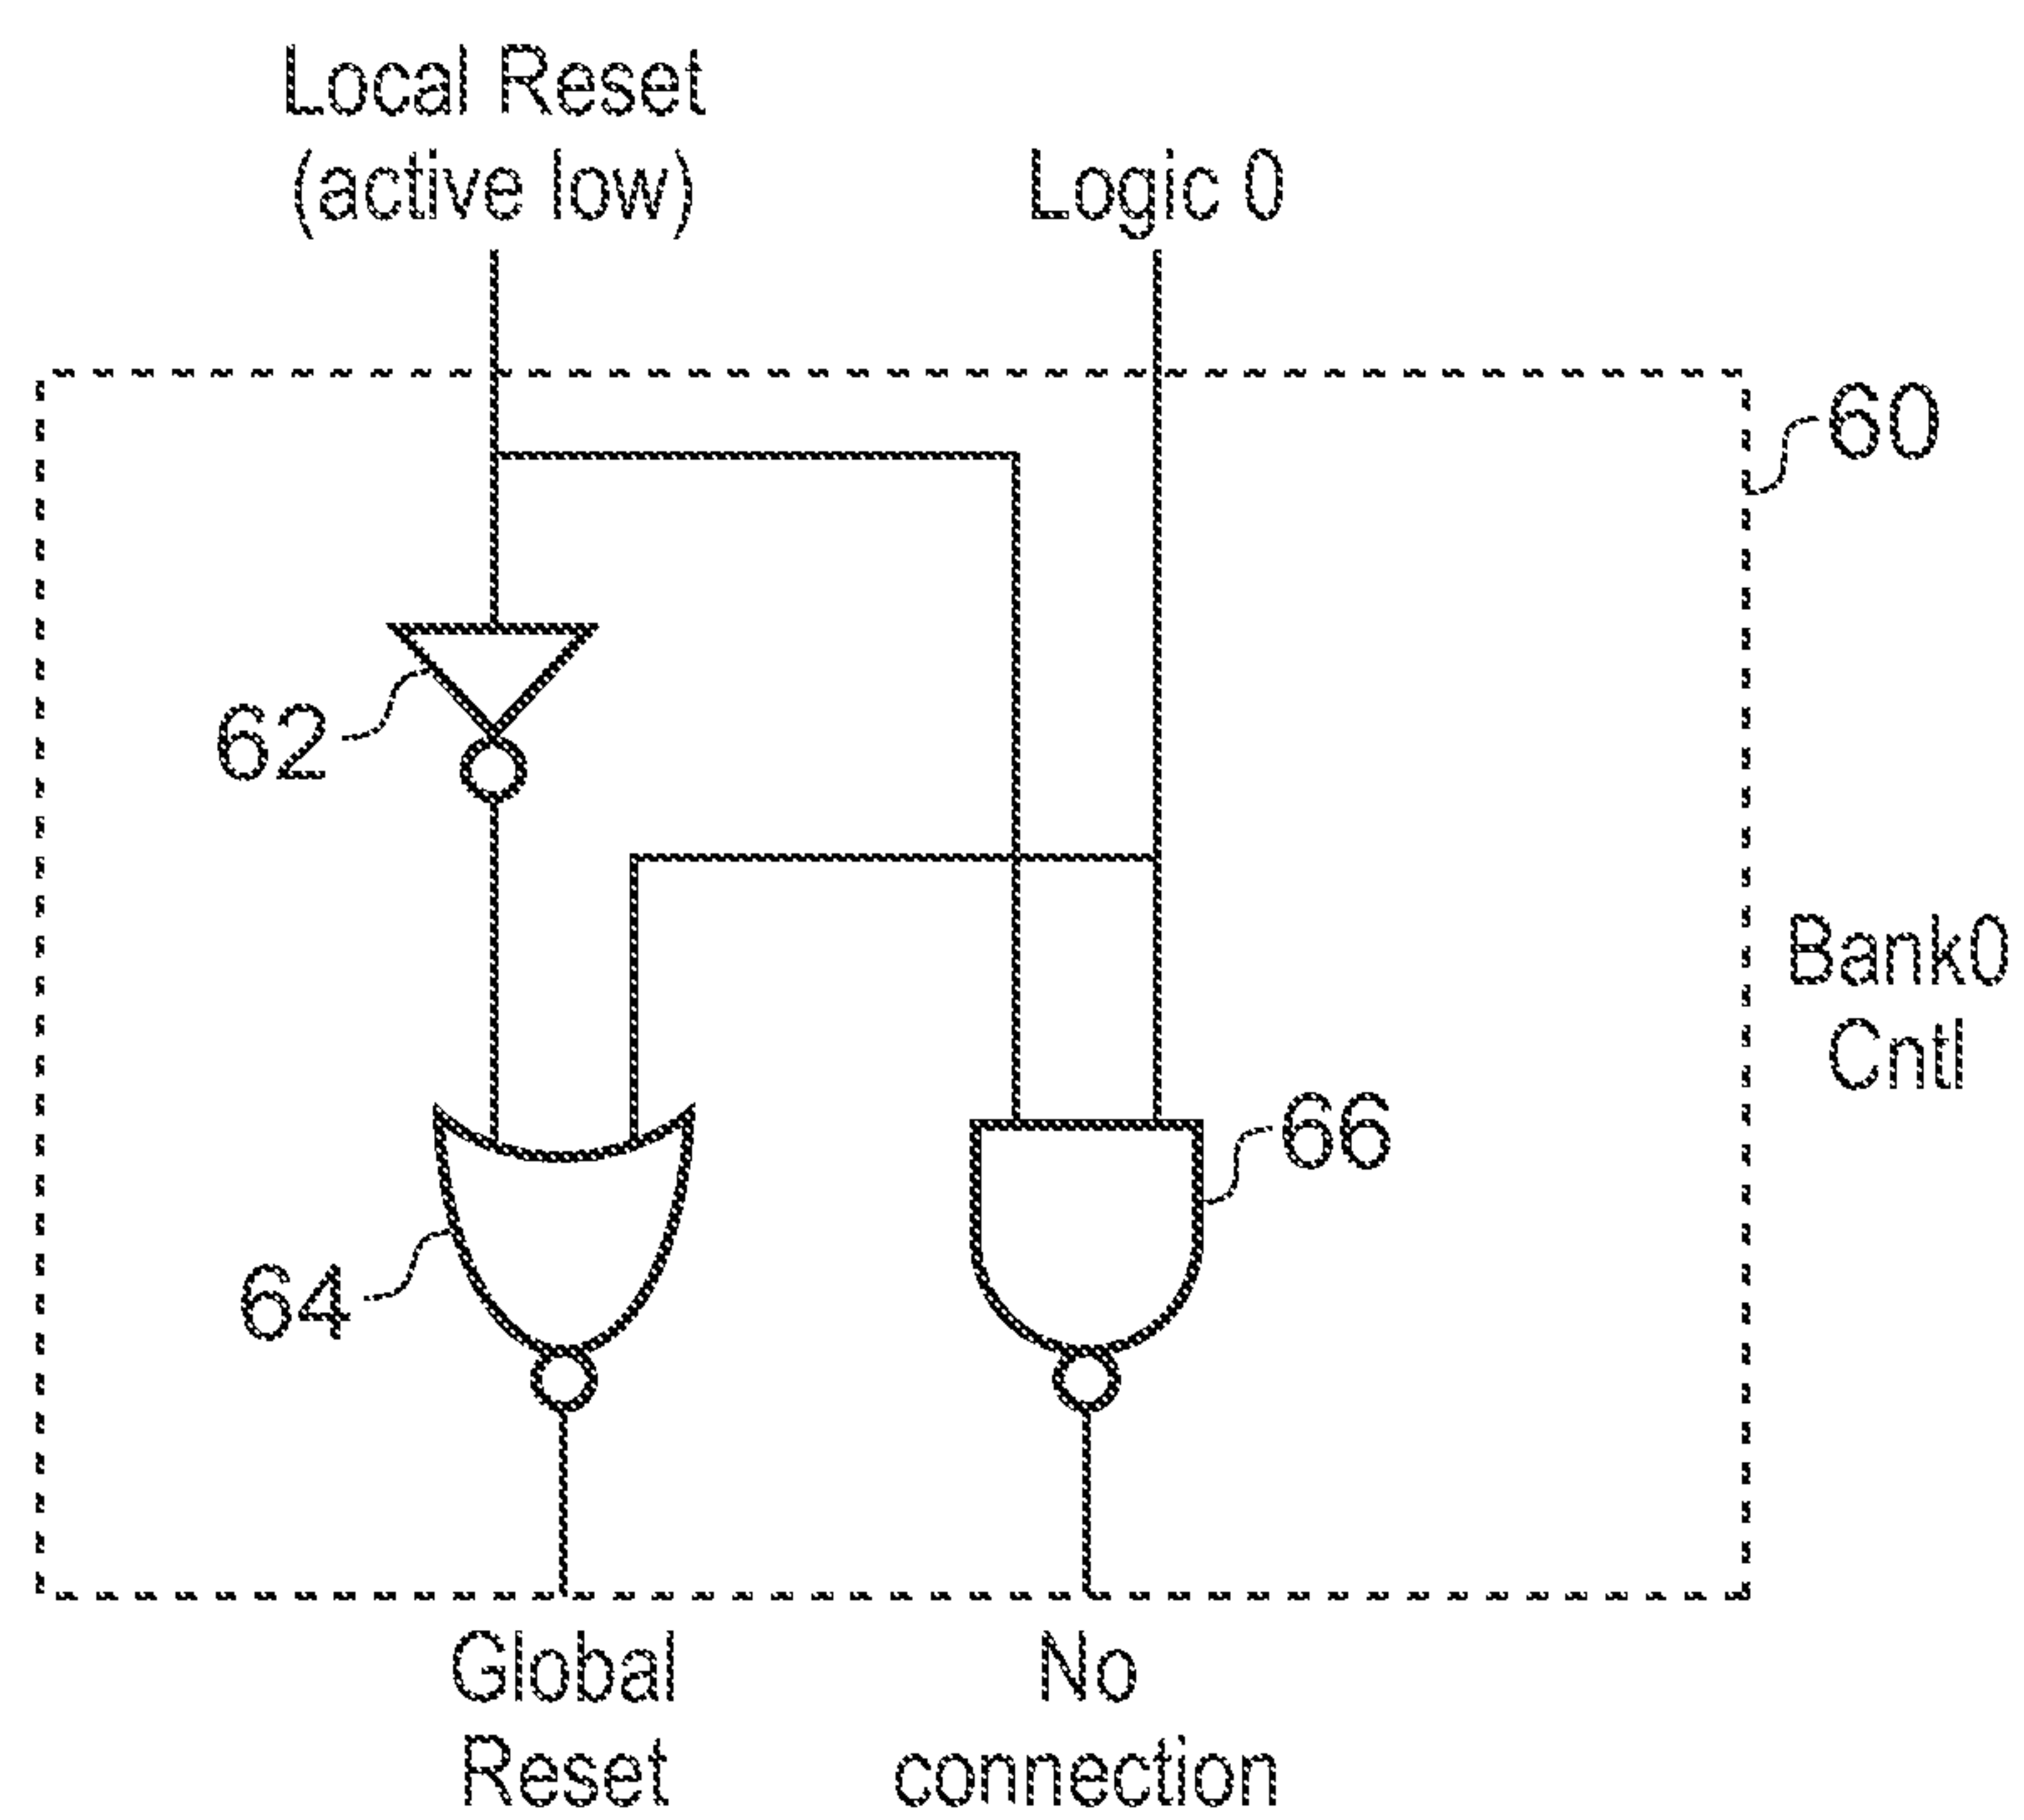 Local Reset
(active low)
Logic 0
60
62
Bank0
Cntl
66
64
Global
Reset
No
connection